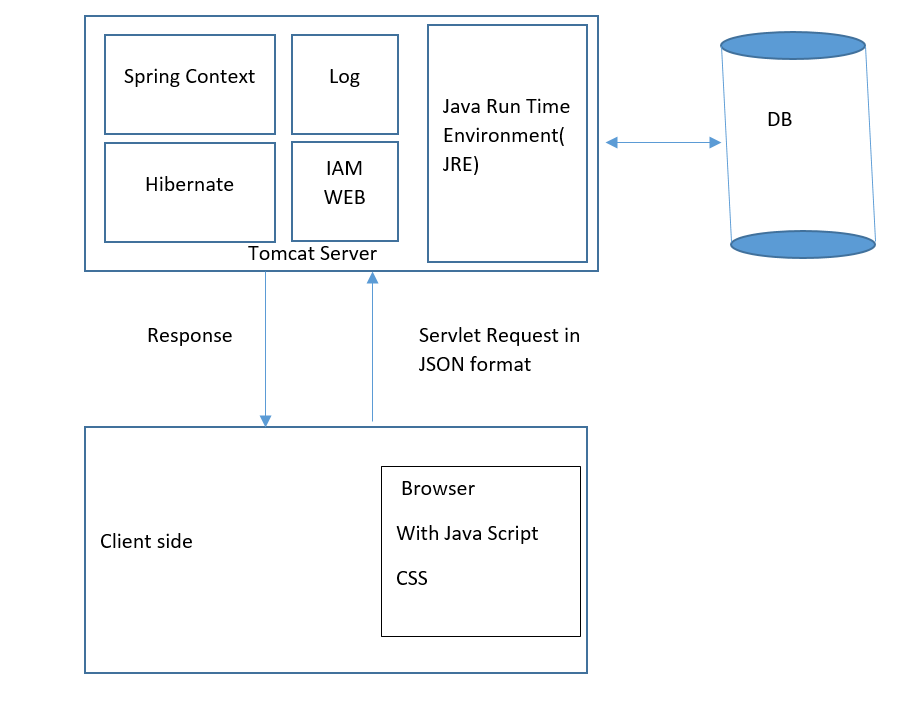 Spring Context
Log
Java Run Time
Environment(
JRE)
DB
Hibernate
IAM
WEB
Tomcat Server
Response
Servlet Request in
JSON format
Client side
Browser
With Java Script
CSS